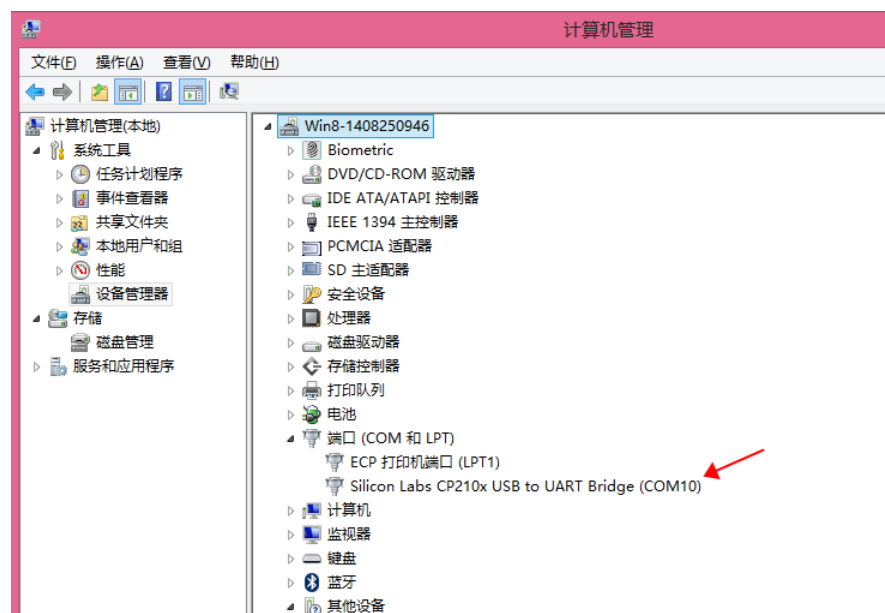 计算机管理
文件(F) 操作(A) 查看(V) 帮助(H)
计算机管理(本地)
系统工具
任务计划程序
事件查看器
共享文件夹
本地用户和组
性能
设备管理器
存储
磁盘管理
服务和应用程序
Win8-1408250946
Biometric
DVD/CD-ROM 驱动器
IDE ATA/ATAPI 控制器
IEEE 1394 主控制器
PCMCIA 适配器
SD 主适配器
安全设备
处理器
磁盘驱动器
存储控制器
打印队列
电池
端口 (COM 和 LPT)
ECP 打印机端口 (LPT1)
Silicon Labs CP210x USB to UART Bridge (COM10)
计算机
监视器
键盘
蓝牙
其他设备